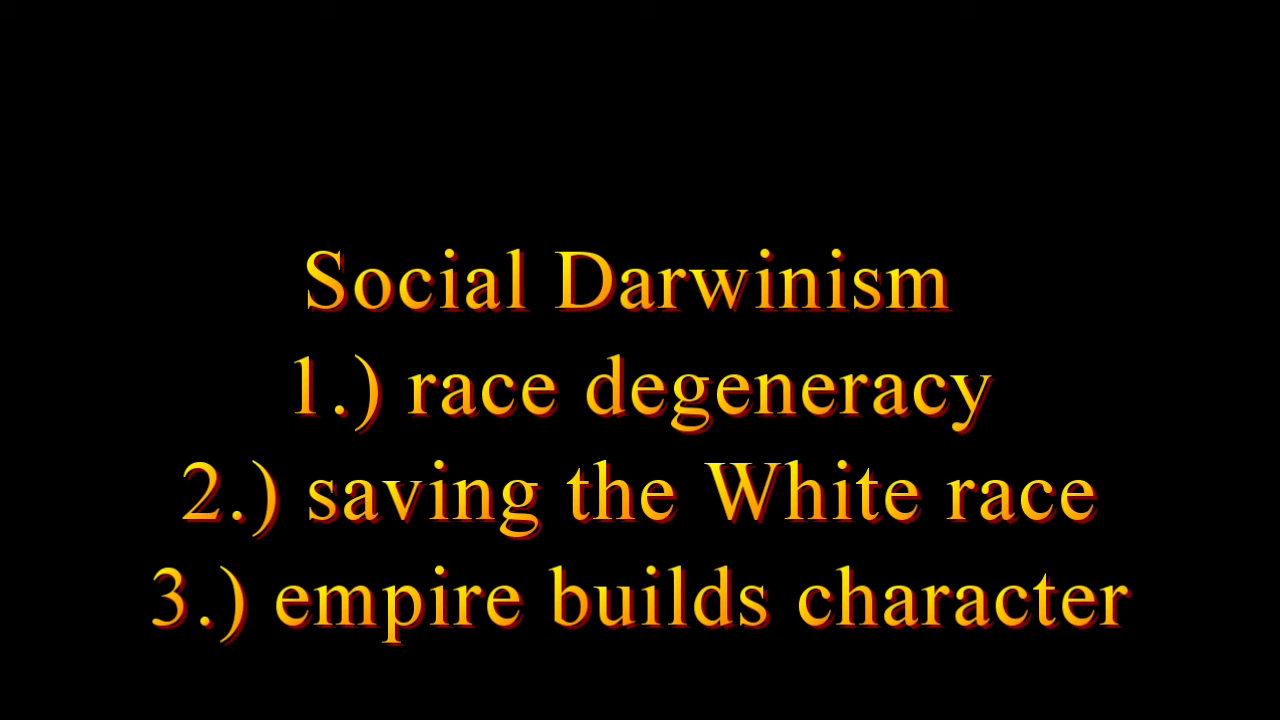 Social Darwinism
1.) race degeneracy
2.) saving the White race
3.) empire builds character